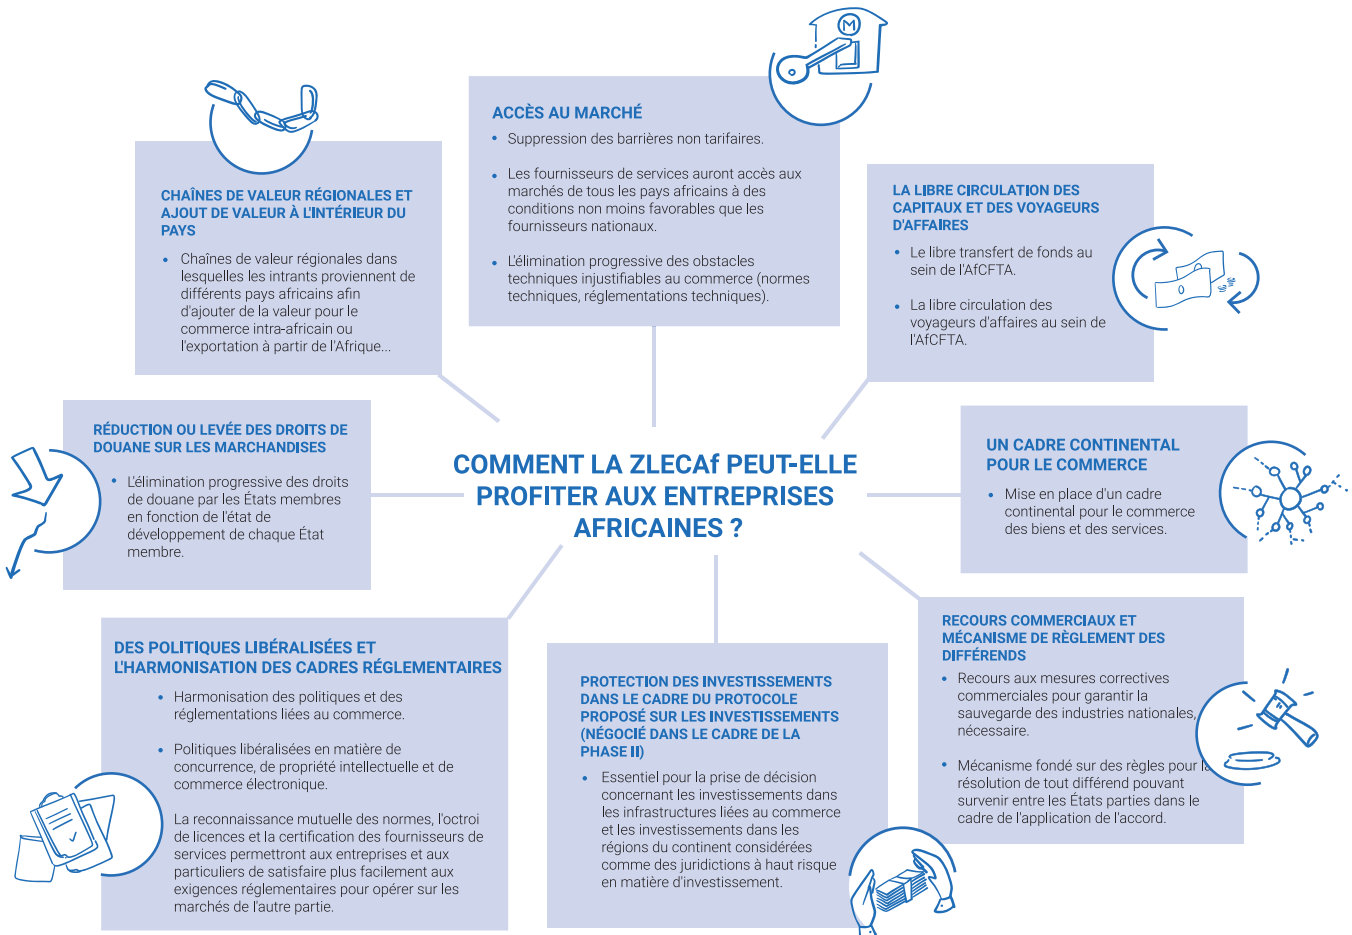 ACCÈS AU MARCHÉ
• Suppression des barrières non tarifaires.
• Les fournisseurs de services auront accès aux
marchés de tous les pays africains à des
conditions non moins favorables que les
fournisseurs nationaux.
• L'élimination progressive des obstacles
techniques injustifiables au commerce (normes
techniques, réglementations techniques).
M
CHAÎNES DE VALEUR RÉGIONALES ET
AJOUT DE VALEUR À L'INTÉRIEUR DU
PAYS
• Chaînes de valeur régionales dans
lesquelles les intrants proviennent de
différents pays africains afin
d'ajouter de la valeur pour le
commerce intra-africain ou
l'exportation à partir de l'Afrique...
LA LIBRE CIRCULATION DES
CAPITAUX ET DES VOYAGEURS
D'AFFAIRES
• Le libre transfert de fonds au
sein de l'AfCFTA.
• La libre circulation des
voyageurs d'affaires au sein de
l'AfCFTA.
RÉDUCTION OU LEVÉE DES DROITS DE
DOUANE SUR LES MARCHANDISES
• L'élimination progressive des droits
de douane par les États membres
en fonction de l'état de
développement de chaque État
membre.
COMMENT LA ZLECAf PEUT-ELLE
PROFITER AUX ENTREPRISES
AFRICAINES ?
UN CADRE CONTINENTAL
POUR LE COMMERCE
• Mise en place d'un cadre
continental pour le commerce
des biens et des services.
DES POLITIQUES LIBÉRALISÉES ET
L'HARMONISATION DES CADRES RÉGLEMENTAIRES
• Harmonisation des politiques et des
réglementations liées au commerce.
• Politiques libéralisées en matière de
concurrence, de propriété intellectuelle et de
commerce électronique.
La reconnaissance mutuelle des normes, l'octroi
de licences et la certification des fournisseurs de
services permettront aux entreprises et aux
particuliers de satisfaire plus facilement aux
exigences réglementaires pour opérer sur les
marchés de l'autre partie.
PROTECTION DES INVESTISSEMENTS
DANS LE CADRE DU PROTOCOLE
PROPOSÉ SUR LES INVESTISSEMENTS
(NÉGOCIÉ DANS LE CADRE DE LA
PHASE II)
• Essentiel pour la prise de décision
concernant les investissements dans
les infrastructures liées au commerce
et les investissements dans les
régions du continent considérées
comme des juridictions à haut risque
en matière d'investissement.
RECOURS COMMERCIAUX ET
MÉCANISME DE RÈGLEMENT DES
DIFFÉRENDS
• Recours aux mesures correctives
commerciales pour garantir la
sauvegarde des industries nationales,
nécessaire.
• Mécanisme fondé sur des règles pour la
résolution de tout différend pouvant
survenir entre les États parties dans le
cadre de l'application de l'accord.